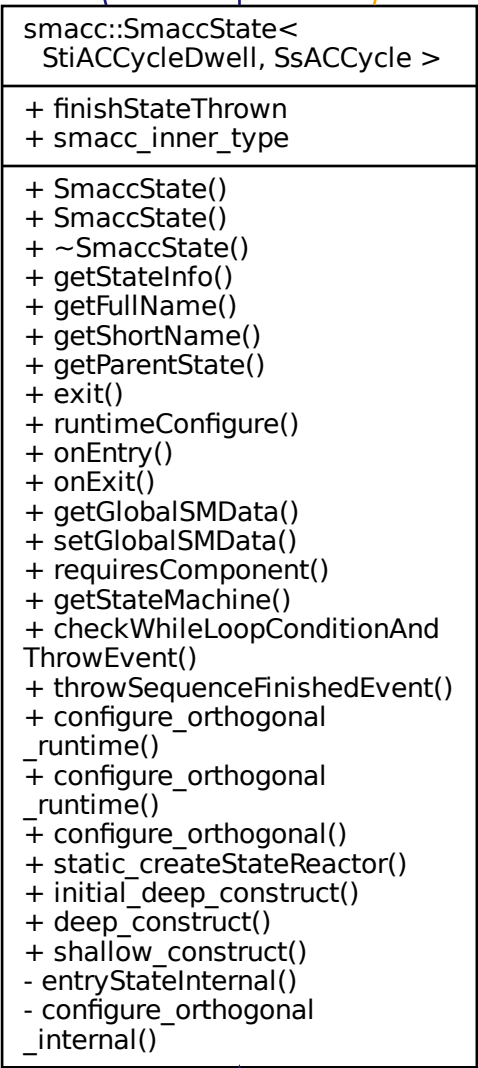 smacc::SmaccState<
StiACCycleDwell, SsACCycle >
+ finishStateThrown
+ smacc_inner_type
+ SmaccState()
+ SmaccState()
+ ~SmaccState()
+ getStateInfo()
+ getFullName()
+ getShortName()
+ getParentState()
+ exit()
+ runtimeConfigure()
+ onEntry()
+ onExit()
+ getGlobalSMData()
+ setGlobalSMData()
+ requiresComponent()
+ getStateMachine()
+ checkWhileLoopConditionAnd
ThrowEvent()
+ throwSequenceFinishedEvent()
+ configure_orthogonal
_runtime()
+ configure_orthogonal
_runtime()
+ configure_orthogonal()
+ static_createStateReactor()
+ initial_deep_construct()
+ deep_construct()
+ shallow_construct()
- entryStateInternal()
- configure_orthogonal
_internal()